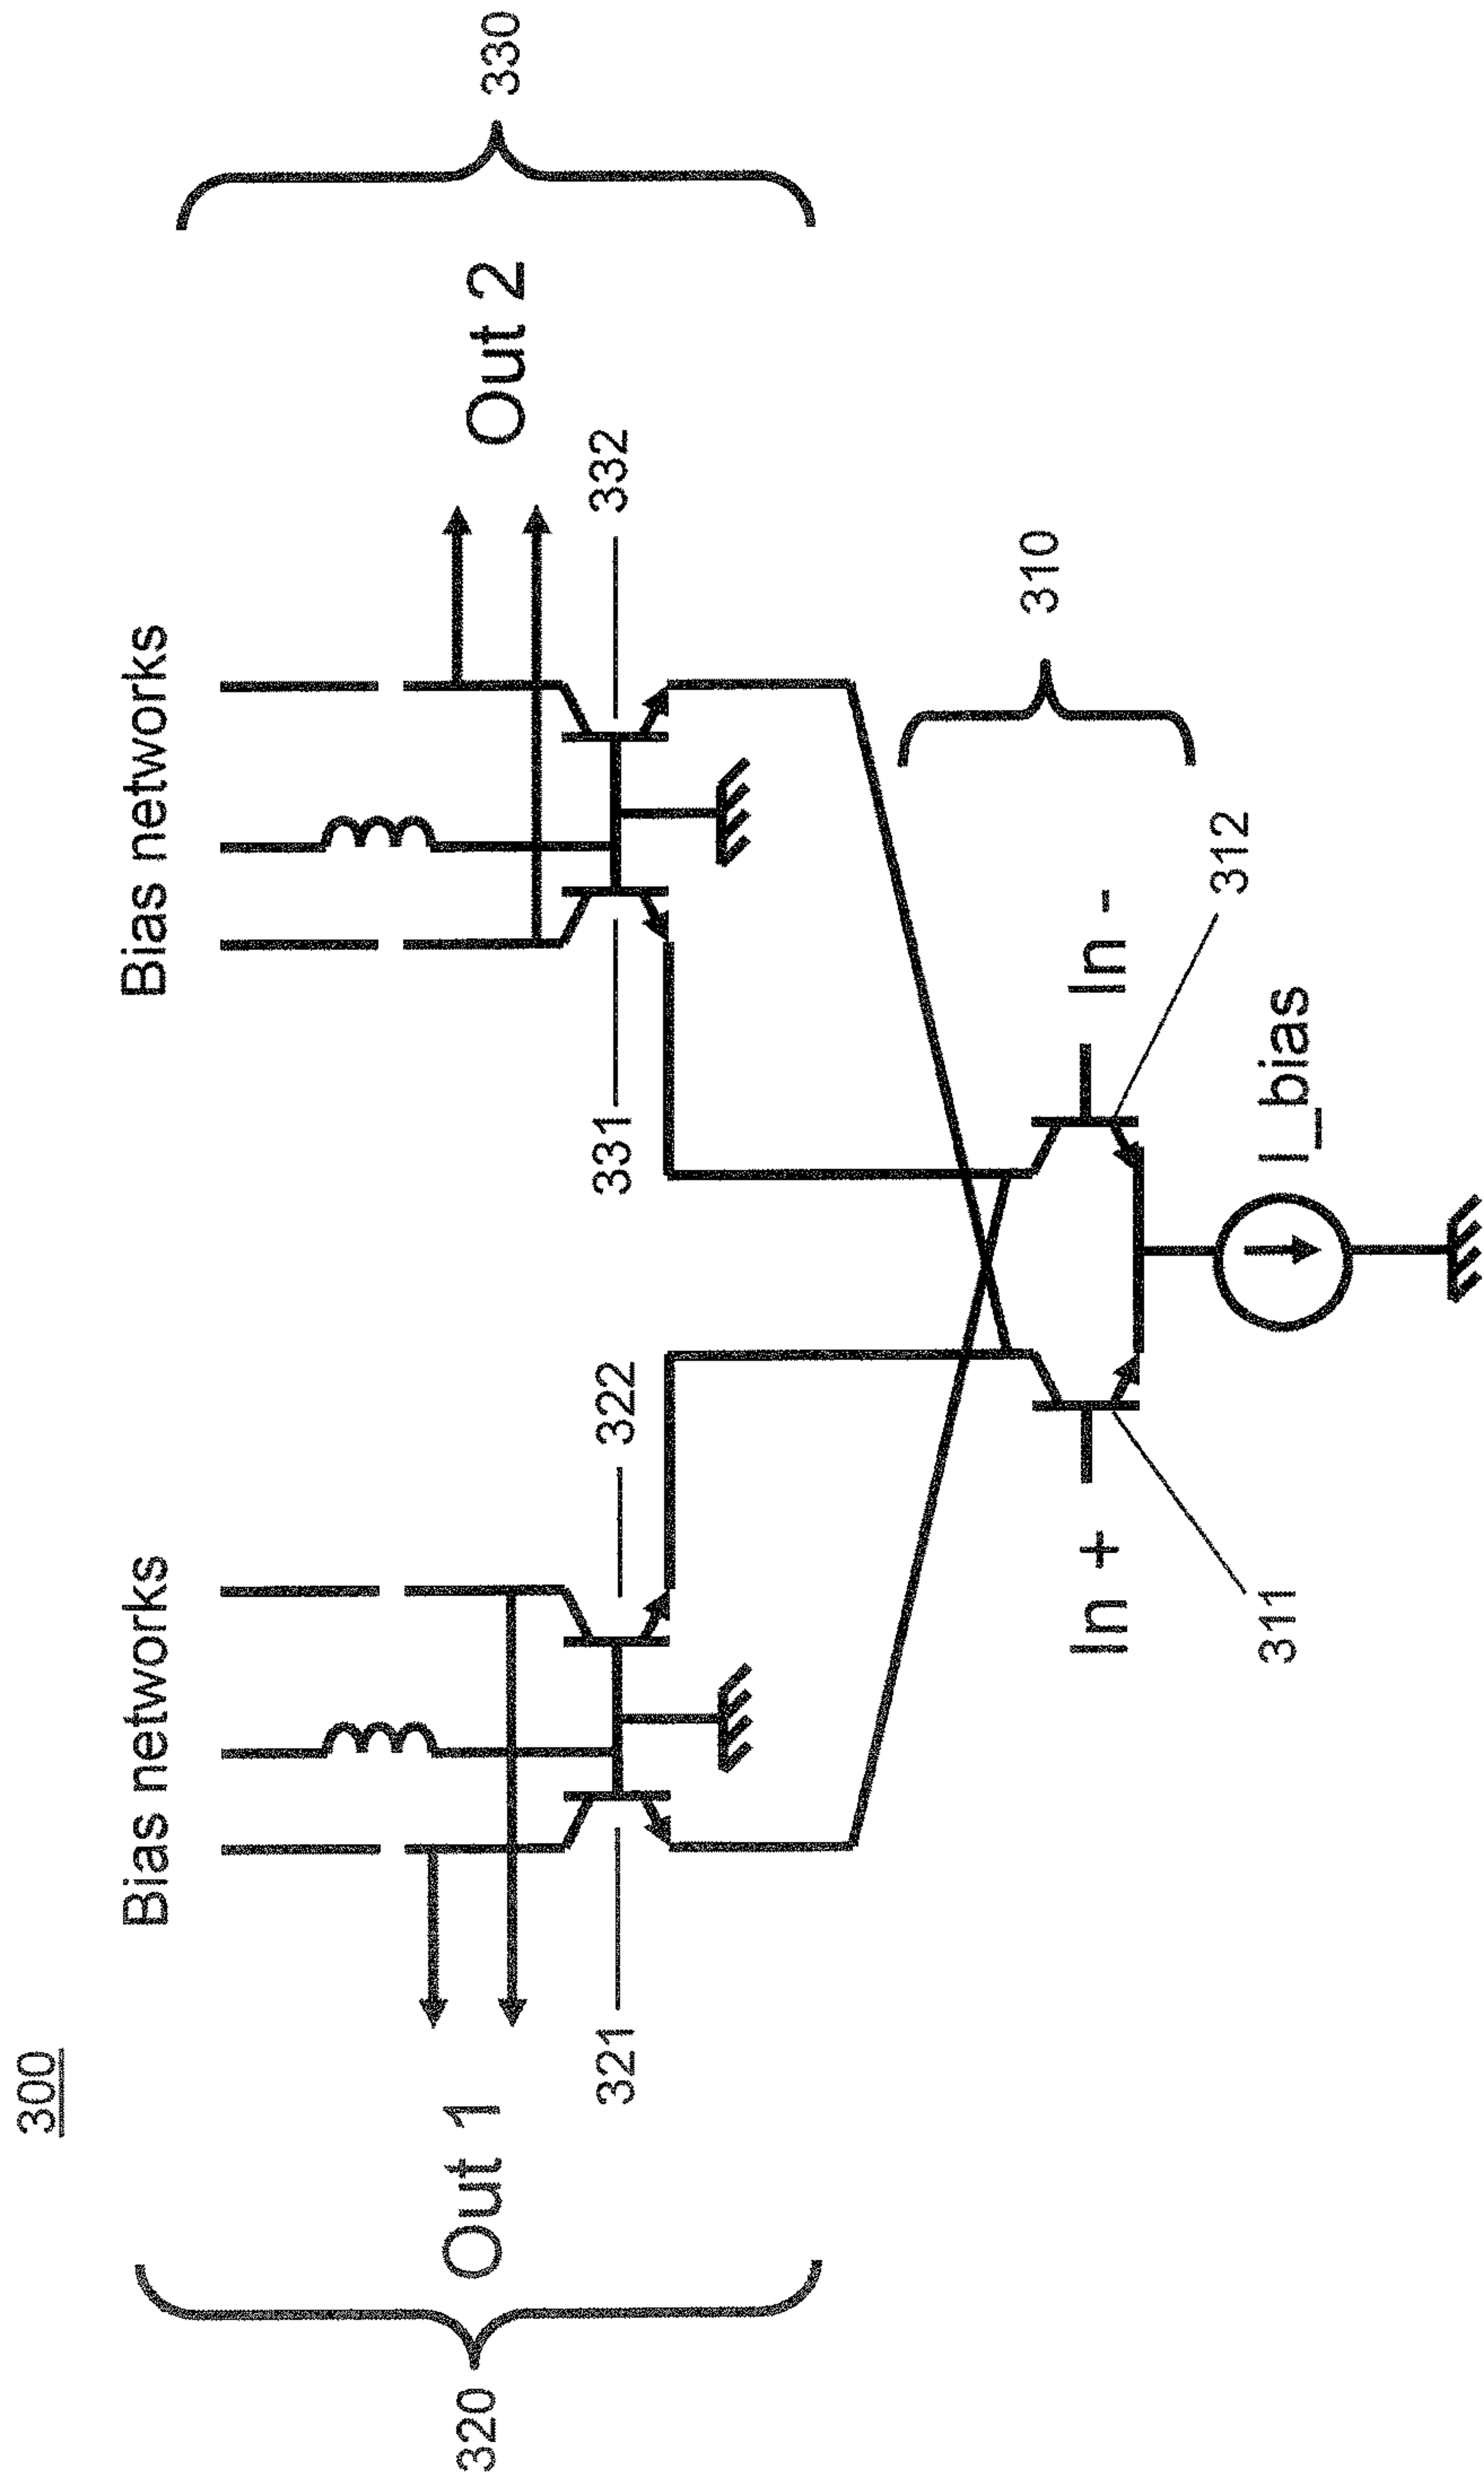 300
Bias networks
Bias networks
320
Out 1
Out 2
330
321
322
331
332
310
In +
In -
311
312
I_bias